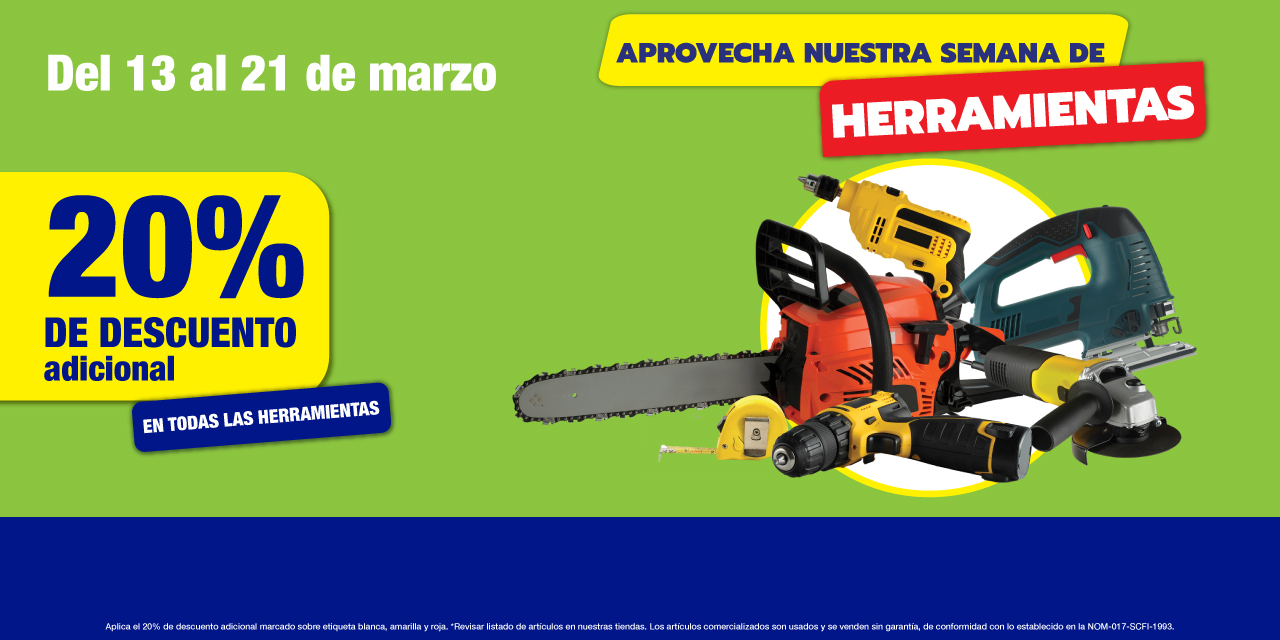 Del 13 al 21 de marzo
APROVECHA NUESTRA SEMANA DE
HERRAMIENTAS
20%
DE DESCUENTO
adicional
EN TODAS LAS HERRAMIENTAS
Aplica el 20% de descuento adicional marcado sobre etiqueta blanca, amarilla y roja. *Revisar listado de artículos en nuestras tiendas. Los artículos comercializados son usados y se venden sin garantía, de conformidad con lo establecido en la NOM-017-SCFI-1993.